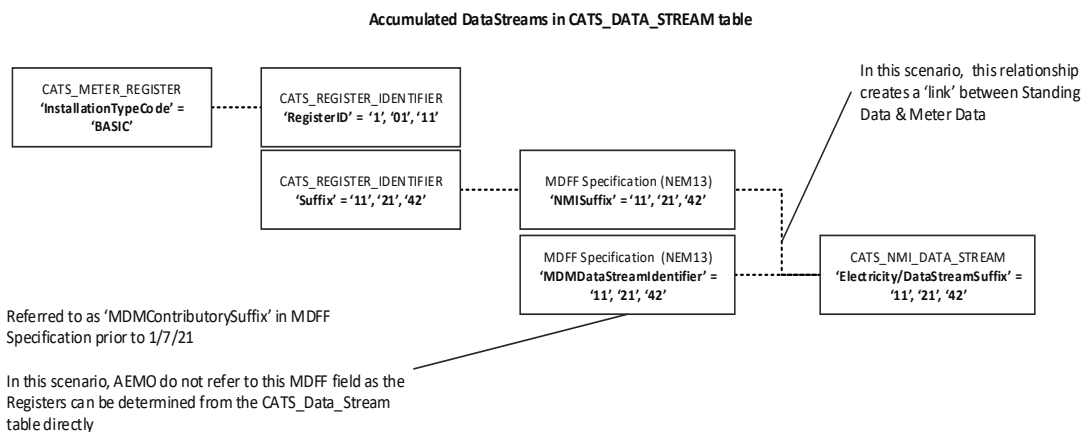 Accumulated DataStreams in CATS_DATA_STREAM table
CATS_METER_REGISTER
‘InstallationTypeCode’ =
‘BASIC’
CATS_REGISTER_IDENTIFIER
‘RegisterID’ = ‘1’, ‘01’, ‘11’
In this scenario,  this relationship
creates a ‘link’ between Standing
Data & Meter Data
CATS_REGISTER_IDENTIFIER
‘Suffix’ = ‘11’, ‘21’, ‘42’
MDFF Specification (NEM13)
‘NMISuffix’ = ‘11’, ‘21’, ‘42’
MDFF Specification  (NEM13)
‘MDMDataStreamIdentifier’ =
‘11’, ‘21’, ‘42’
CATS_NMI_DATA_STREAM
‘Electricity/DataStreamSuffix’ =
‘11’, ‘21’, ‘42’
Referred to as ‘MDMContributorySuffix’ in MDFF
Specification prior to 1/7/21
In this scenario, AEMO do not refer to this MDFF field as the
Registers can be determined from the CATS_Data_Stream
table directly